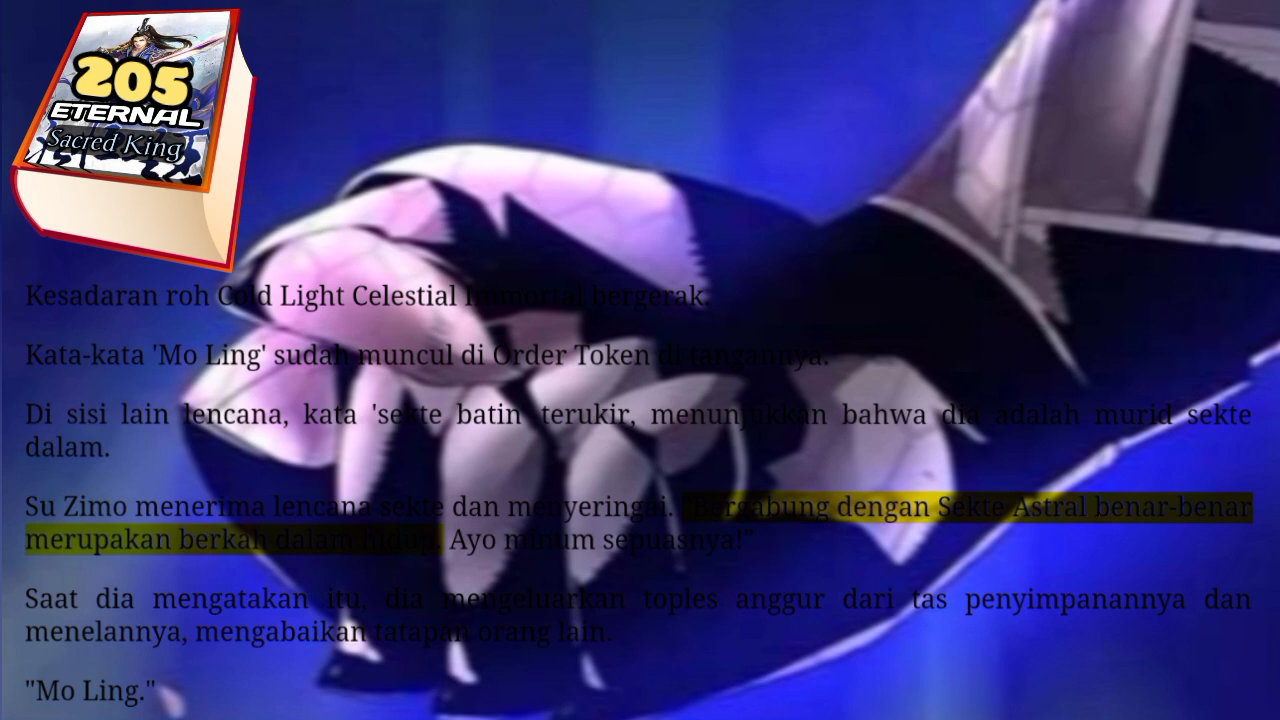 205
ETERNAL
Sacred King
Kesadaran roh Cold Light Celestial Immortal bergerak.
Kata-kata 'Mo Ling' sudah muncul di Order Token di tangannya.
Di sisi lain lencana, kata 'sekte batin' terukir, menunjukkan bahwa dia adalah murid sekte
dalam.
Su Zimo menerima lencana sekte dan menyeringai. "Bergabung dengan Sekte Astral benar-benar
merupakan berkah dalam hidup. Ayo minum sepuasnya!"
Saat dia mengatakan itu, dia mengeluarkan toples anggur dari tas penyimpanannya dan
menelannya, mengabaikan tatapan orang lain.
"Mo Ling."